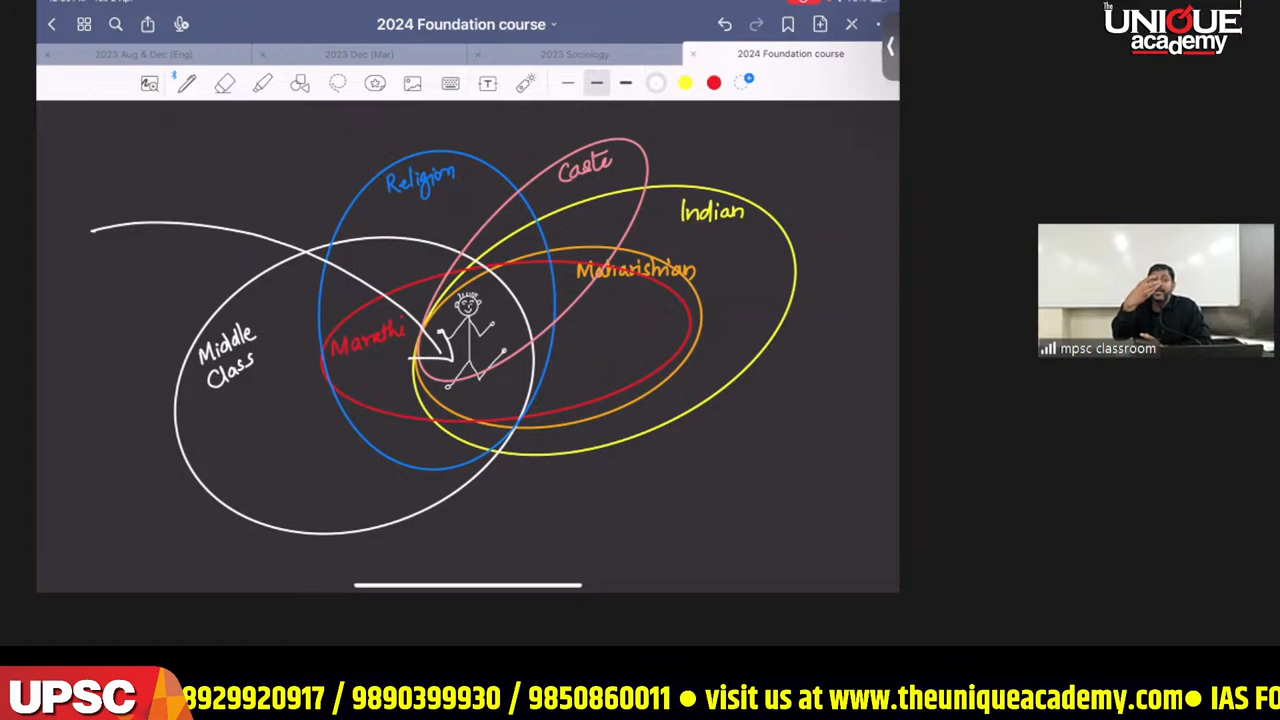 2024 Foundation course
The
UNIQUE
academy
2023 Aug & Dec (Eng)
2023 Dec (Mar)
2023 Sociology
2024 Foundation course
T
Religion
Caste
Indian
Maharishrian
Marathi
Middle
Class
mpsc classroom
UPSC
8929920917 / 9890399930 / 9850860011 ● visit us at www.theuniqueacademy.com● IAS FO